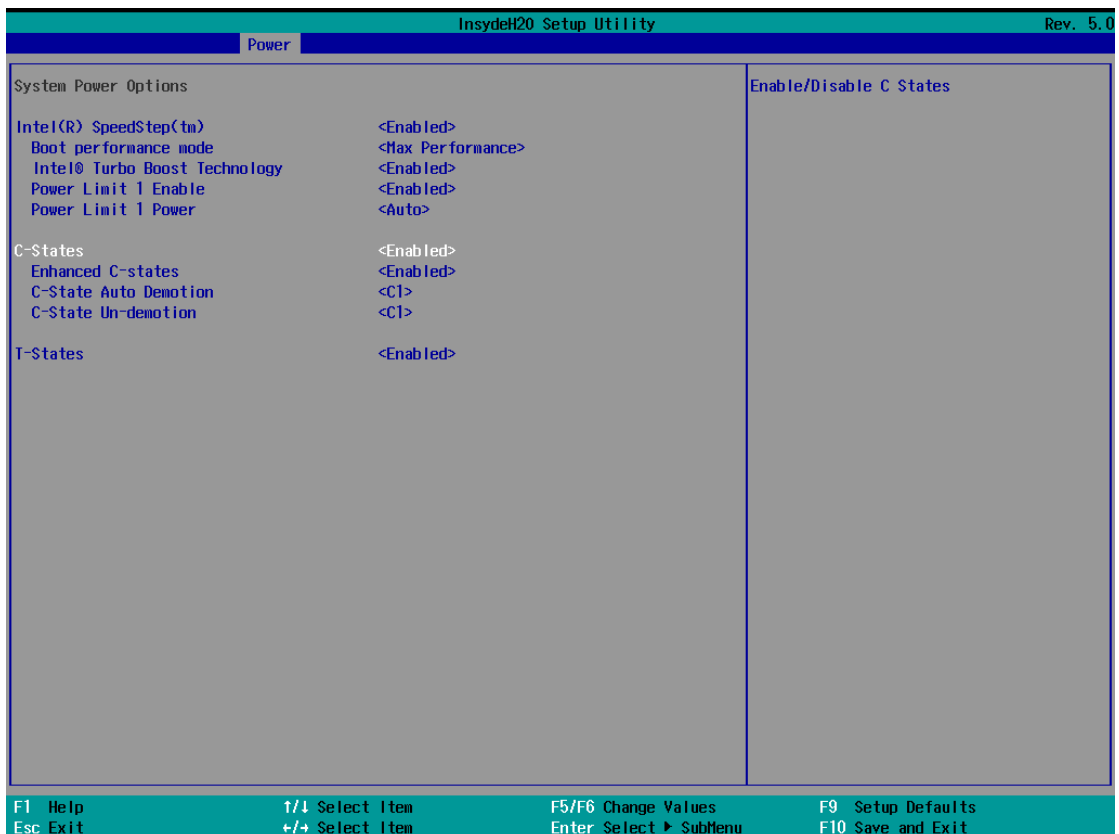 InsydeH20 Setup Utility Rev. 5.0
Power
System Power Options
Enable/Disable C States
Intel(R) SpeedStep(tm) <Enabled>
Boot performance mode <Max Performance>
Intel® Turbo Boost Technology <Enabled>
Power Limit 1 Enable <Enabled>
Power Limit 1 Power <Auto>
C-States <Enabled>
Enhanced C-states <Enabled>
C-State Auto Demotion <C1>
C-State Un-demotion <C1>
T-States <Enabled>
F1 Help ↑/↓ Select Item F5/F6 Change Values F9 Setup Defaults
Esc Exit ←/→ Select Item Enter Select ▶ SubMenu F10 Save and Exit